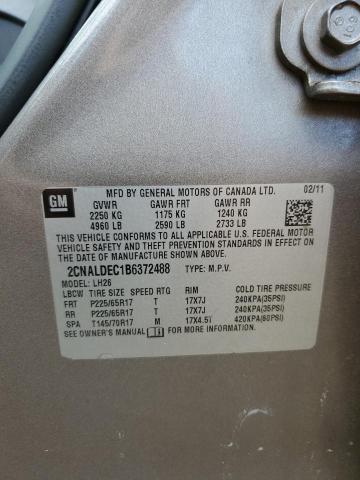 GM
MFD BY GENERAL MOTORS OF CANADA LTD. 02/11
GVWR GAWR FRT GAWR RR
2250 KG 1175 KG 1240 KG
4960 LB 2590 LB 2733 LB
THIS VEHICLE CONFORMS TO ALL APPLICABLE U.S. FEDERAL MOTOR
VEHICLE SAFETY AND THEFT PREVENTION STANDARDS IN
EFFECT ON THE DATE OF MANUFACTURE SHOWN ABOVE.
2CNALDEC1B6372488 TYPE: M.P.V.
MODEL: LH26
LBCW TIRE SIZE SPEED RTG RIM COLD TIRE PRESSURE
FRT P225/65R17 T 17X7J 240KPA(35PSI)
RR P225/65R17 T 17X7J 240KPA(35PSI)
SPA T145/70R17 M 17X4.5T 420KPA(60PSI)
SEE OWNER'S MANUAL